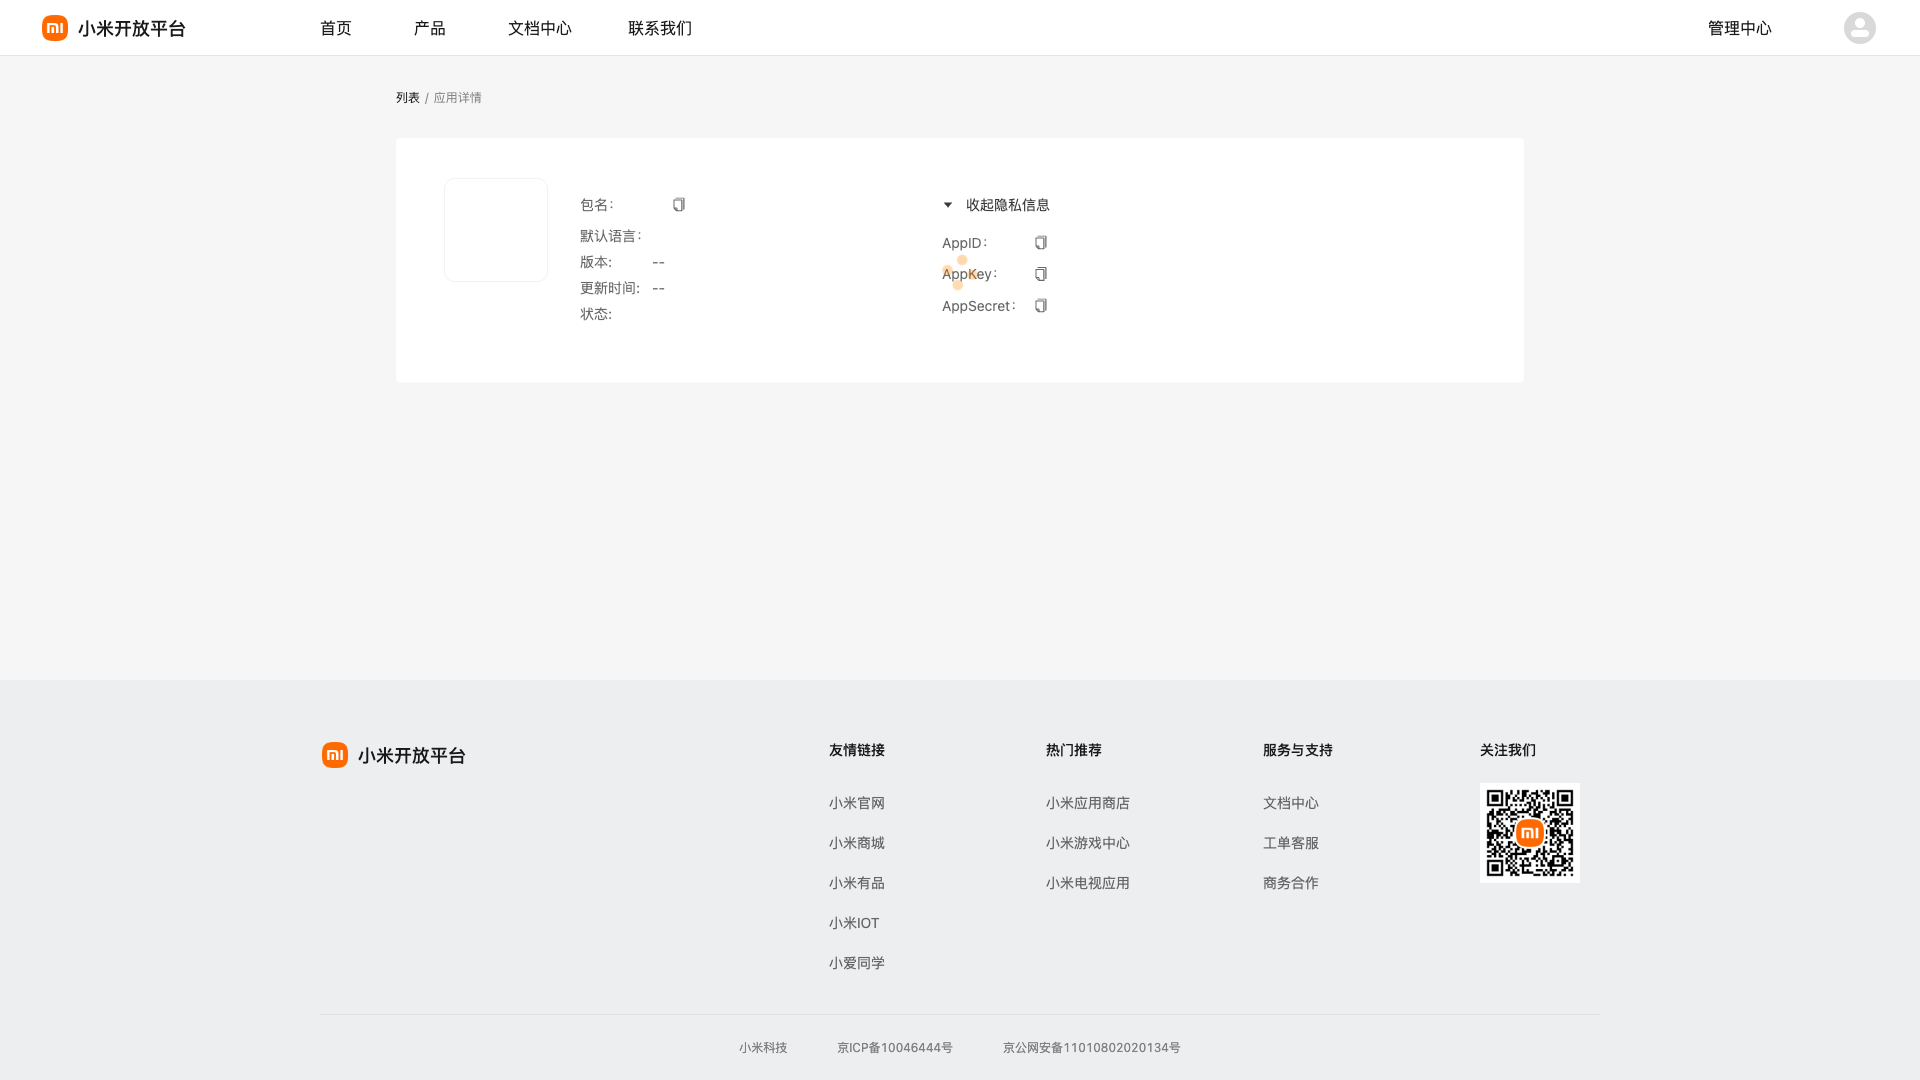 小米开放平台
首页
产品
文档中心
联系我们
管理中心
列表 / 应用详情
包名:
默认语言:
版本: --
更新时间: --
状态:
收起隐私信息
AppID:
AppKey:
AppSecret:
小米开放平台
友情链接
小米官网
小米商城
小米有品
小米IOT
小爱同学
热门推荐
小米应用商店
小米游戏中心
小米电视应用
服务与支持
文档中心
工单客服
商务合作
关注我们
小米科技
京ICP备10046444号
京公网安备11010802020134号